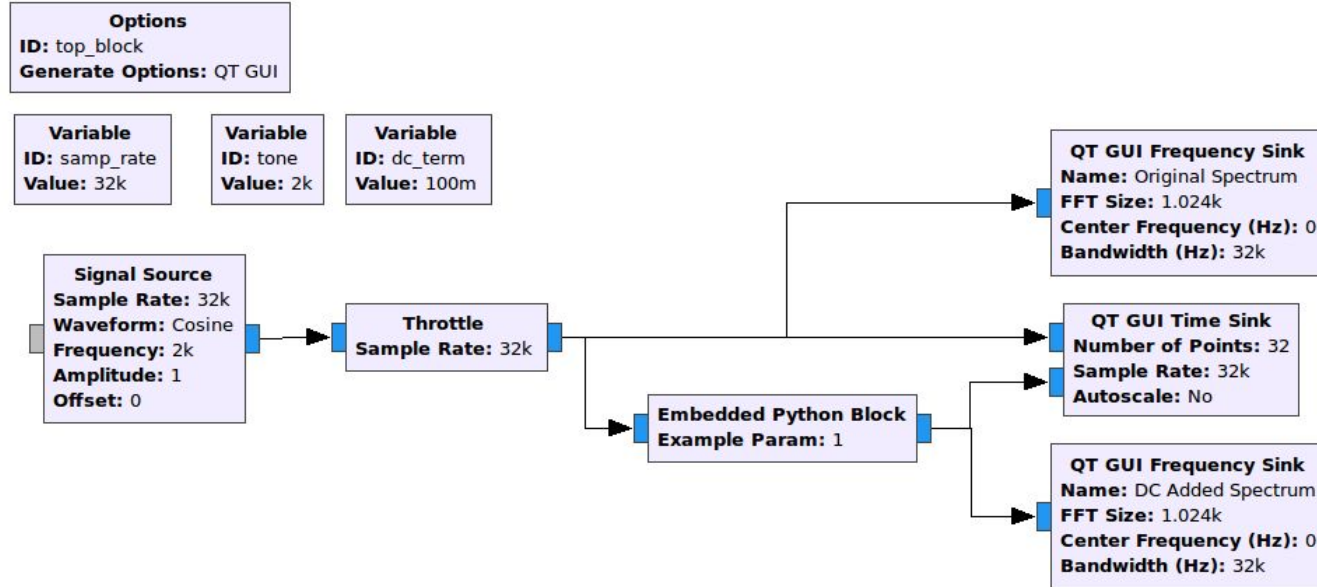 Options
ID: top_block
Generate Options: QT GUI
Variable
ID: samp_rate
Value: 32k
Variable
ID: tone
Value: 2k
Variable
ID: dc_term
Value: 100m
QT GUI Frequency Sink
Name: Original Spectrum
FFT Size: 1.024k
Center Frequency (Hz): 0
Bandwidth (Hz): 32k
Signal Source
Sample Rate: 32k
Waveform: Cosine
Frequency: 2k
Amplitude: 1
Offset: 0
Throttle
Sample Rate: 32k
QT GUI Time Sink
Number of Points: 32
Sample Rate: 32k
Autoscale: No
Embedded Python Block
Example Param: 1
QT GUI Frequency Sink
Name: DC Added Spectrum
FFT Size: 1.024k
Center Frequency (Hz): 0
Bandwidth (Hz): 32k